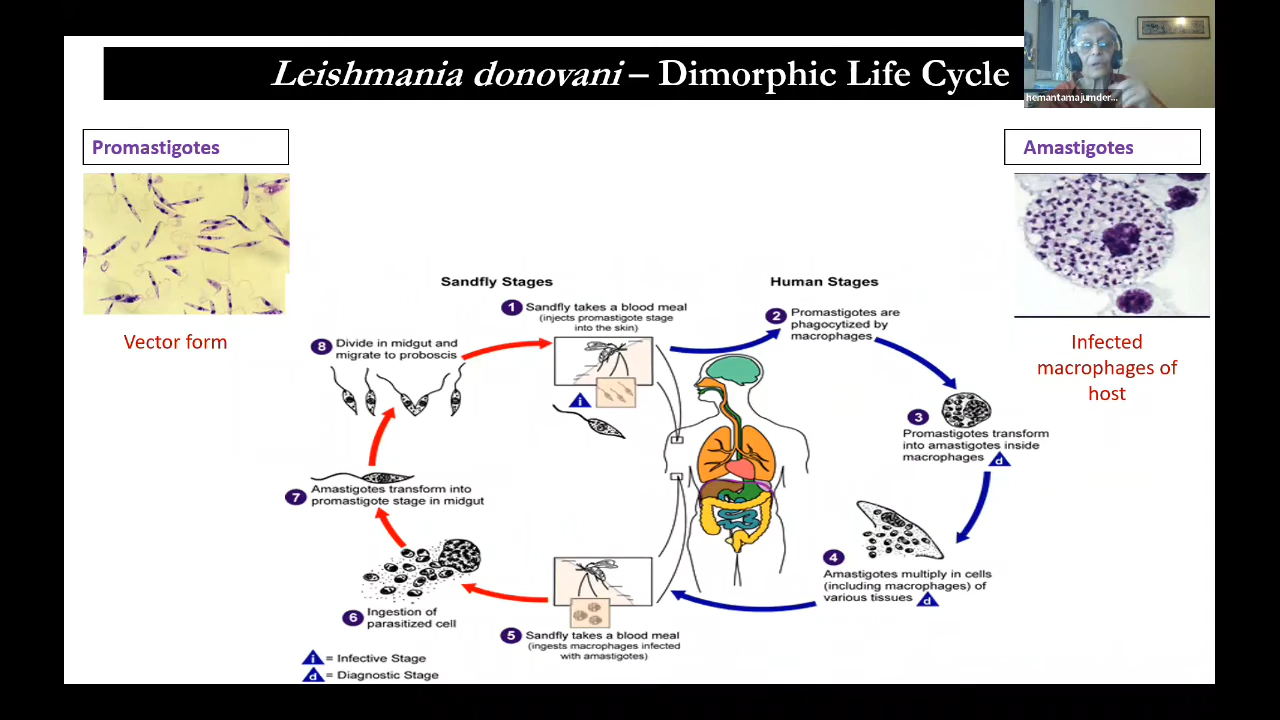 Leishmania donovani – Dimorphic Life Cycle
hemantamajumder...
Promastigotes
Amastigotes
Vector form
Infected
macrophages of
host
Sandfly Stages
Human Stages
1 Sandfly takes a blood meal
(injects promastigote stage
into the skin)
2 Promastigotes are
phagocytized by
macrophages
3
Promastigotes transform
into amastigotes inside
macrophages d
4
Amastigotes multiply in cells
(including macrophages) of
various tissues d
5 Sandfly takes a blood meal
(ingests macrophages infected
with amastigotes)
6 Ingestion of
parasitized cell
7 Amastigotes transform into
promastigote stage in midgut
8 Divide in midgut and
migrate to proboscis
i
i = Infective Stage
d = Diagnostic Stage